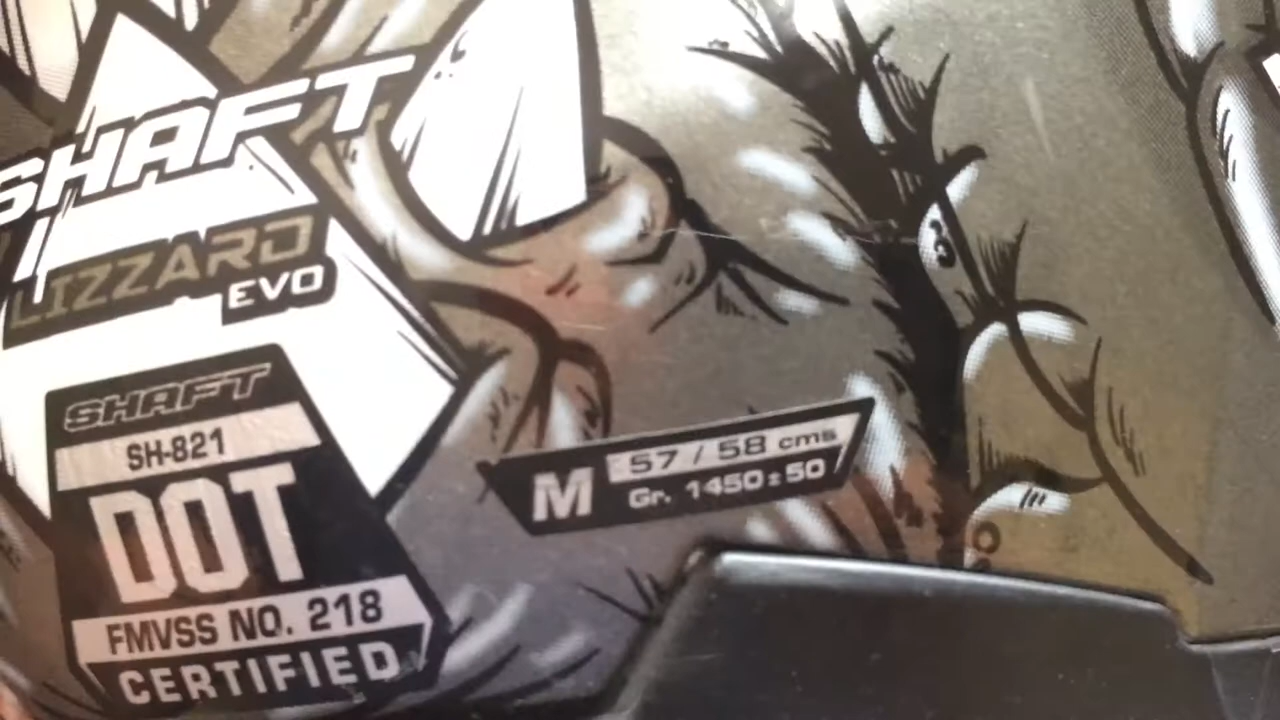 SHAFT
LIZZARD
EVO
SHAFT
SH-821
DOT
FMVSS NO. 218
CERTIFIED
M
57 / 58 cms
Gr. 1450±50